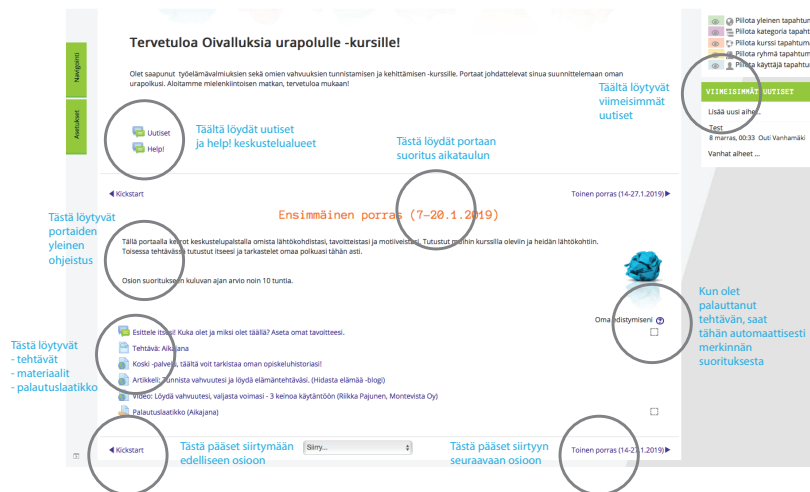 Piilota yleinen tapahtum
Piilota kategoria tapaht
Piilota kurssi tapahtum
Piilota ryhmä tapahtum
Piilota käyttäjä tapahtu
Tervetuloa Oivalluksia urapolulle -kurssille!
Navigointi
Asetukset
Olet saapunut työelämävalmiuksien sekä omien vahvuuksien tunnistamisen ja kehittämisen -kurssille. Portaat johdattelevat sinua suunnittelemaan oman
urapolkusi. Aloitamme mielenkiintoisen matkan, tervetuloa mukaan!
Täältä löytyvät
viimeisimmät
uutiset
VIIMEISIMMÄT UUTISET
Lisää uusi aihe...
Test
8 marras, 00:33 Outi Vanhamäki
Vanhat aiheet ...
Uutiset
Help!
Täältä löydät uutiset
ja help! keskustelualueet
Tästä löydät portaan
suoritus aikataulun
◀ Kickstart
Toinen porras (14-27.1.2019) ▶
Ensimmäinen porras (7–20.1.2019)
Tästä löytyvät
portaiden
yleinen
ohjeistus
Tällä portaalla kerrot keskustelupalstalla omista lähtökohdistasi, tavoitteistasi ja motiiveistasi. Tutustut muihin kurssilla oleviin ja heidän lähtökohtiin.
Toisessa tehtävässä tutustut itseesi ja tarkastelet omaa polkuasi tähän asti.
Osion suoritukseen kuluvan ajan arvio noin 10 tuntia.
Oma edistymiseni
Kun olet
palauttanut
tehtävän, saat
tähän automaattisesti
merkinnän
suorituksesta
Tästä löytyvät
- tehtävät
- materiaalit
- palautuslaatikko
Esittele itsesi! Kuka olet ja miksi olet täällä? Aseta omat tavoitteesi.
Tehtävä: Aikajana
Koski -palvelu, täältä voit tarkistaa oman opiskeluhistoriasi!
Artikkeli: Tunnista vahvuutesi ja löydä elämäntehtäväsi. (Hidasta elämää -blogi)
Video: Löydä vahvuutesi, valjasta voimasi - 3 keinoa käytäntöön (Riikka Pajunen, Montevista Oy)
Palautuslaatikko (Aikajana)
◀ Kickstart
Tästä pääset siirtymään
edelliseen osioon
Siirry...
Tästä pääset siirtyyn
seuraavaan osioon
Toinen porras (14-27.1.2019) ▶